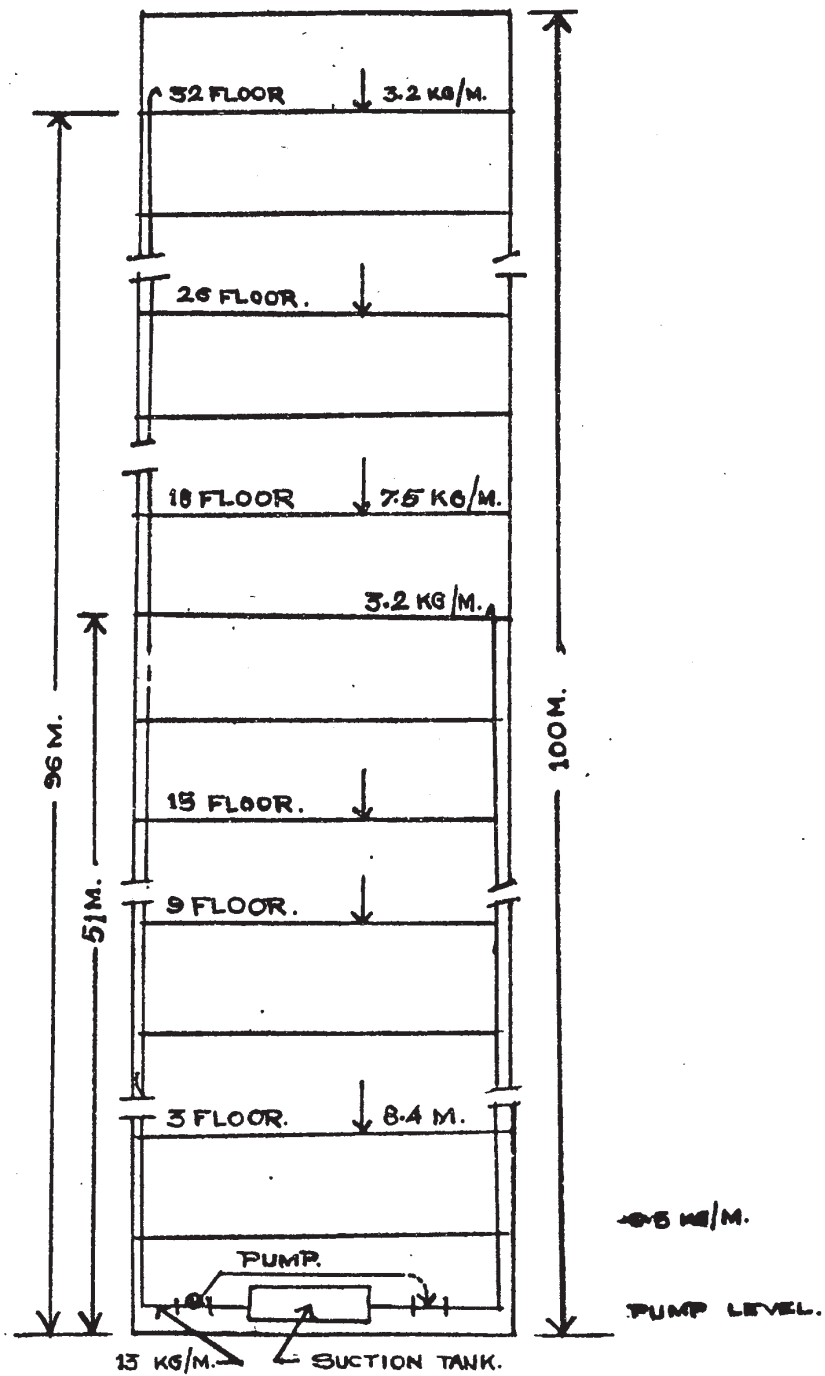 32 FLOOR 3.2 KG/M.
26 FLOOR.
18 FLOOR 7.5 KG/M.
3.2 KG/M.
96 M.
100 M.
15 FLOOR.
51 M.
9 FLOOR.
3 FLOOR. 8.4 M.
KG/M.
PUMP.
PUMP LEVEL.
13 KG/M. SUCTION TANK.